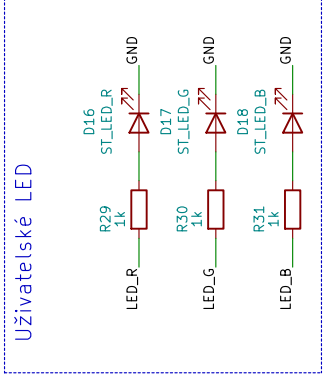 Uživatelské LED
GND
D16
ST_LED_R
R29
1k
LED_R
GND
D17
ST_LED_G
R30
1k
LED_G
GND
D18
ST_LED_B
R31
1k
LED_B